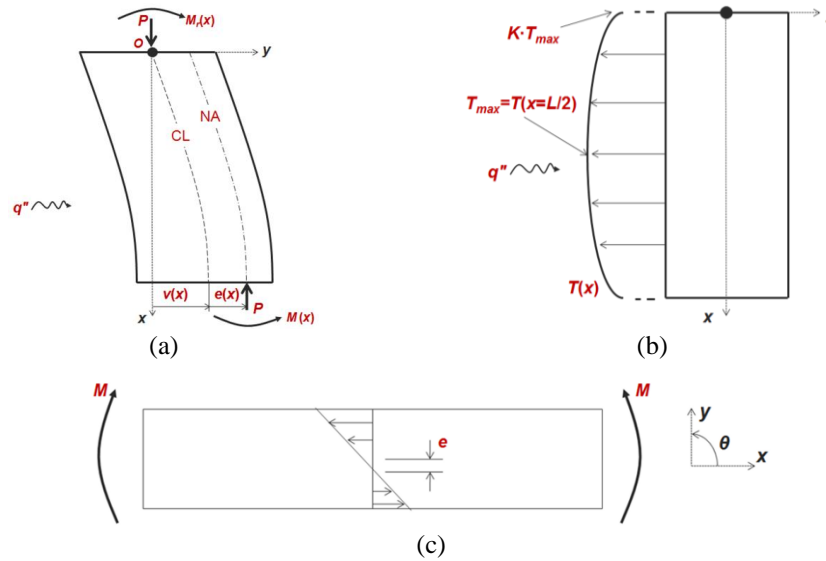 P
Mr(x)
O
y
NA
CL
q"
v(x)
e(x)
P
x
M(x)
(a)
K·Tmax
Tmax=T(x=L/2)
q"
T(x)
x
(b)
M
M
e
y
θ
x
(c)